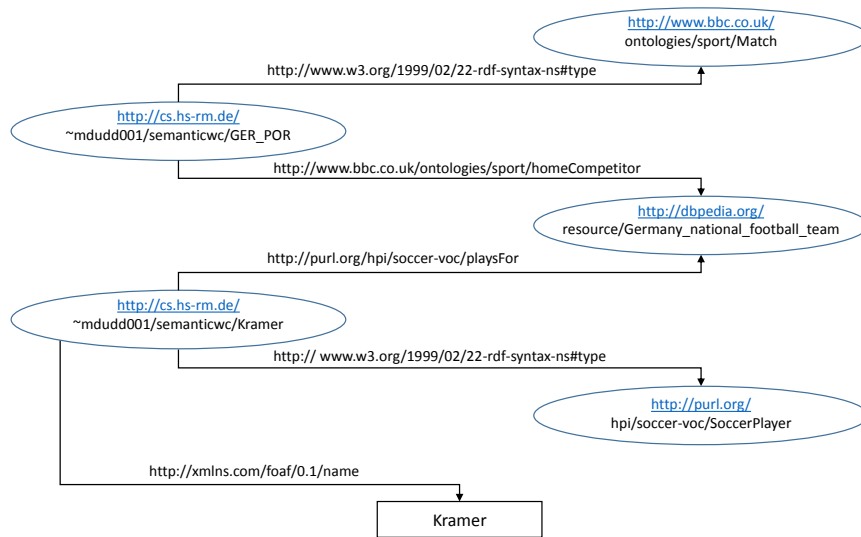 http://www.bbc.co.uk/
ontologies/sport/Match
http://www.w3.org/1999/02/22-rdf-syntax-ns#type
http://cs.hs-rm.de/
~mdudd001/semanticwc/GER_POR
http://www.bbc.co.uk/ontologies/sport/homeCompetitor
http://dbpedia.org/
resource/Germany_national_football_team
http://purl.org/hpi/soccer-voc/playsFor
http://cs.hs-rm.de/
~mdudd001/semanticwc/Kramer
http:// www.w3.org/1999/02/22-rdf-syntax-ns#type
http://purl.org/
hpi/soccer-voc/SoccerPlayer
http://xmlns.com/foaf/0.1/name
Kramer